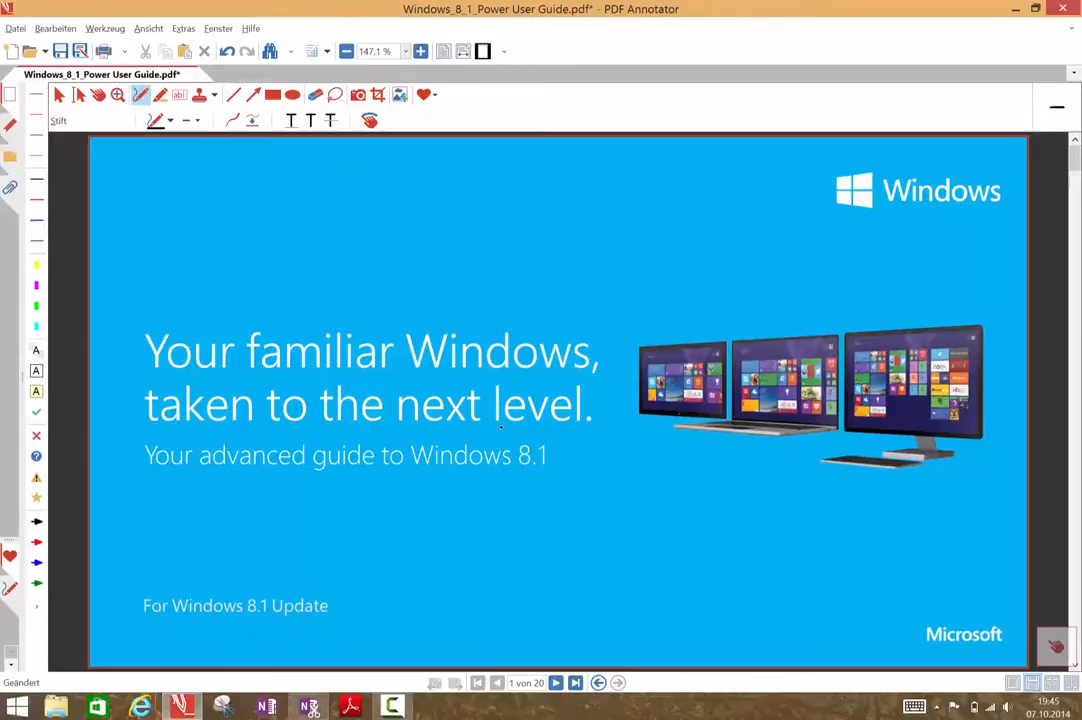 Windows_8_1_Power User Guide.pdf* - PDF Annotator
Datei Bearbeiten Werkzeug Ansicht Extras Fenster Hilfe
147,1 %
Windows_8_1_Power User Guide.pdf*
Stift
Windows
Your familiar Windows,
taken to the next level.
Your advanced guide to Windows 8.1
For Windows 8.1 Update
Microsoft
Geändert
1 von 20
19:45
07.10.2014